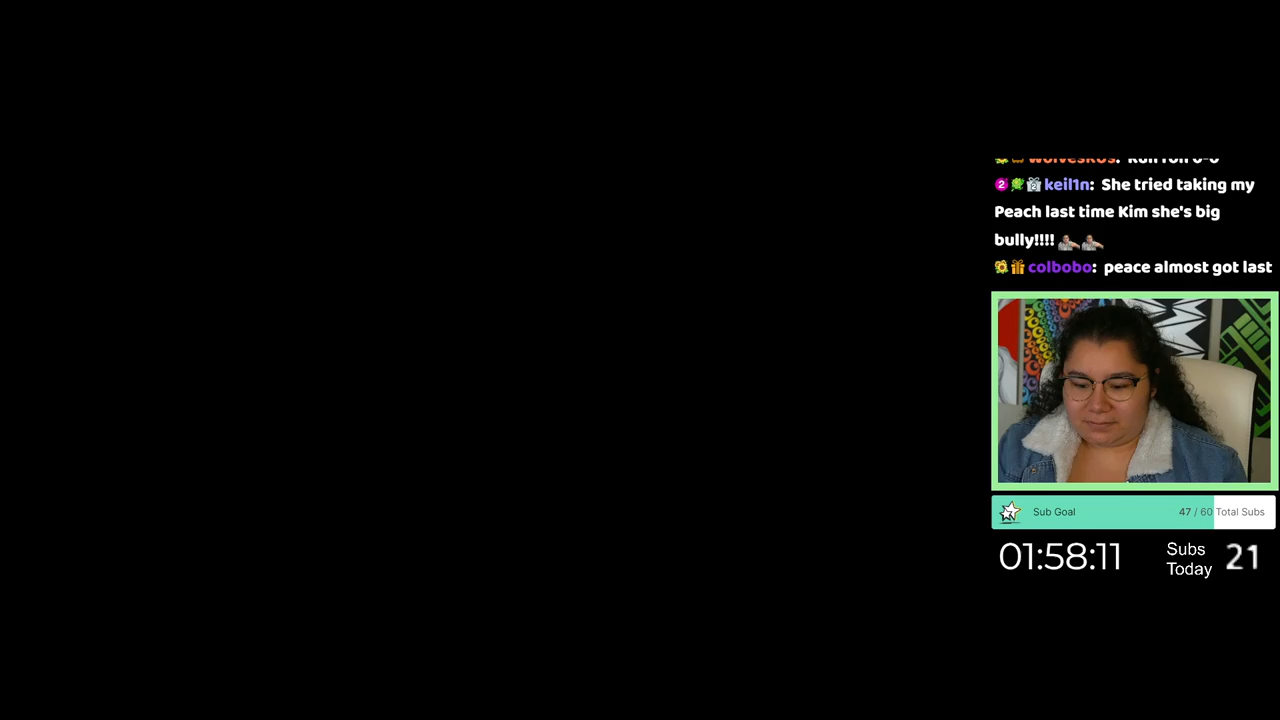 keil1n: She tried taking my
Peach last time Kim she's big
bully!!!!
colbobo: peace almost got last
Sub Goal 47 / 60 Total Subs
01:58:11 Subs Today 21